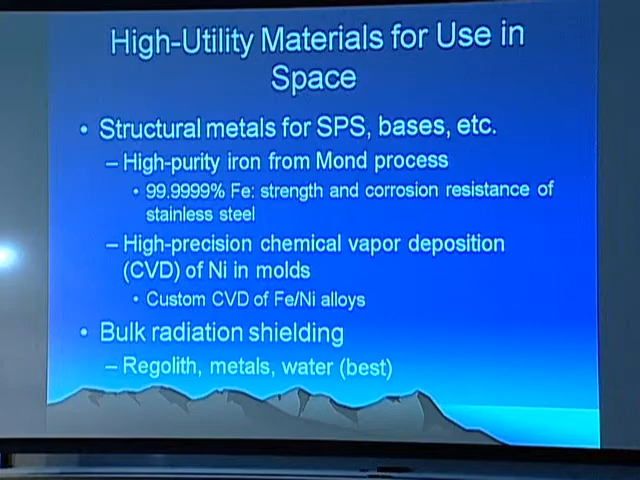 High-Utility Materials for Use in
Space
• Structural metals for SPS, bases, etc.
– High-purity iron from Mond process
• 99.9999% Fe: strength and corrosion resistance of
stainless steel
– High-precision chemical vapor deposition
(CVD) of Ni in molds
• Custom CVD of Fe/Ni alloys
• Bulk radiation shielding
– Regolith, metals, water (best)